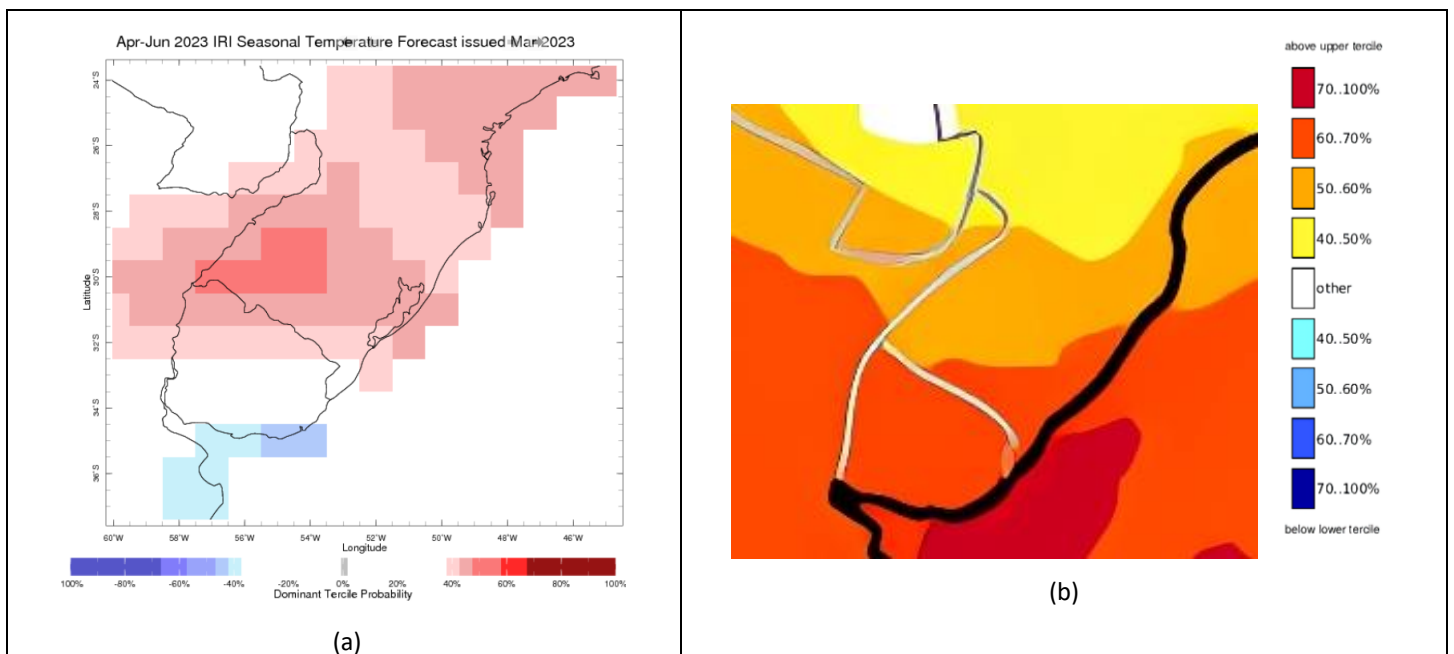 Apr-Jun 2023 IRI Seasonal Temperature Forecast issued Mar 2023
24°S
26°S
28°S
30°S
32°S
34°S
36°S
Latitude
60°W 58°W 56°W 54°W 52°W 50°W 48°W 46°W
Longitude
100% -80% -60% -40% -20% 0% 20% 40% 60% 80% 100%
Dominant Tercile Probability
(a)
above upper tercile
70..100%
60..70%
50..60%
40..50%
other
40..50%
50..60%
60..70%
70..100%
below lower tercile
(b)